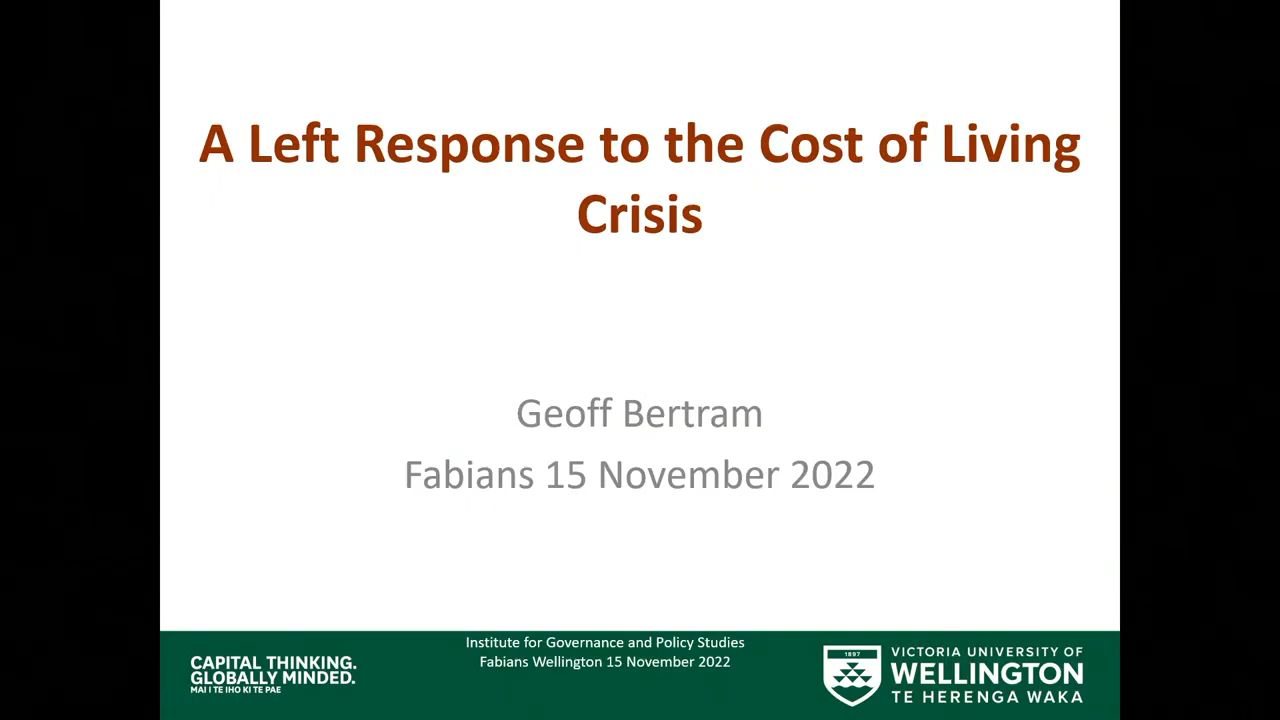 A Left Response to the Cost of Living
Crisis
Geoff Bertram
Fabians 15 November 2022
Institute for Governance and Policy Studies
Fabians Wellington 15 November 2022
CAPITAL THINKING.
GLOBALLY MINDED.
MAI I TE IHO KI TE PAE
1897
VICTORIA UNIVERSITY OF
WELLINGTON
TE HERENGA WAKA